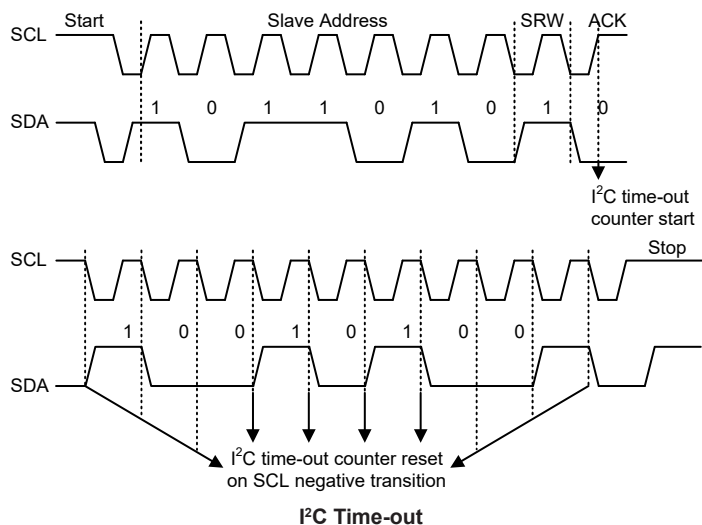 Start Slave Address SRW ACK
SCL
1 0 1 1 0 1 0 1 0
SDA
I²C time-out
counter start
Stop
SCL
1 0 0 1 0 1 0 0
SDA
I²C time-out counter reset
on SCL negative transition
I²C Time-out